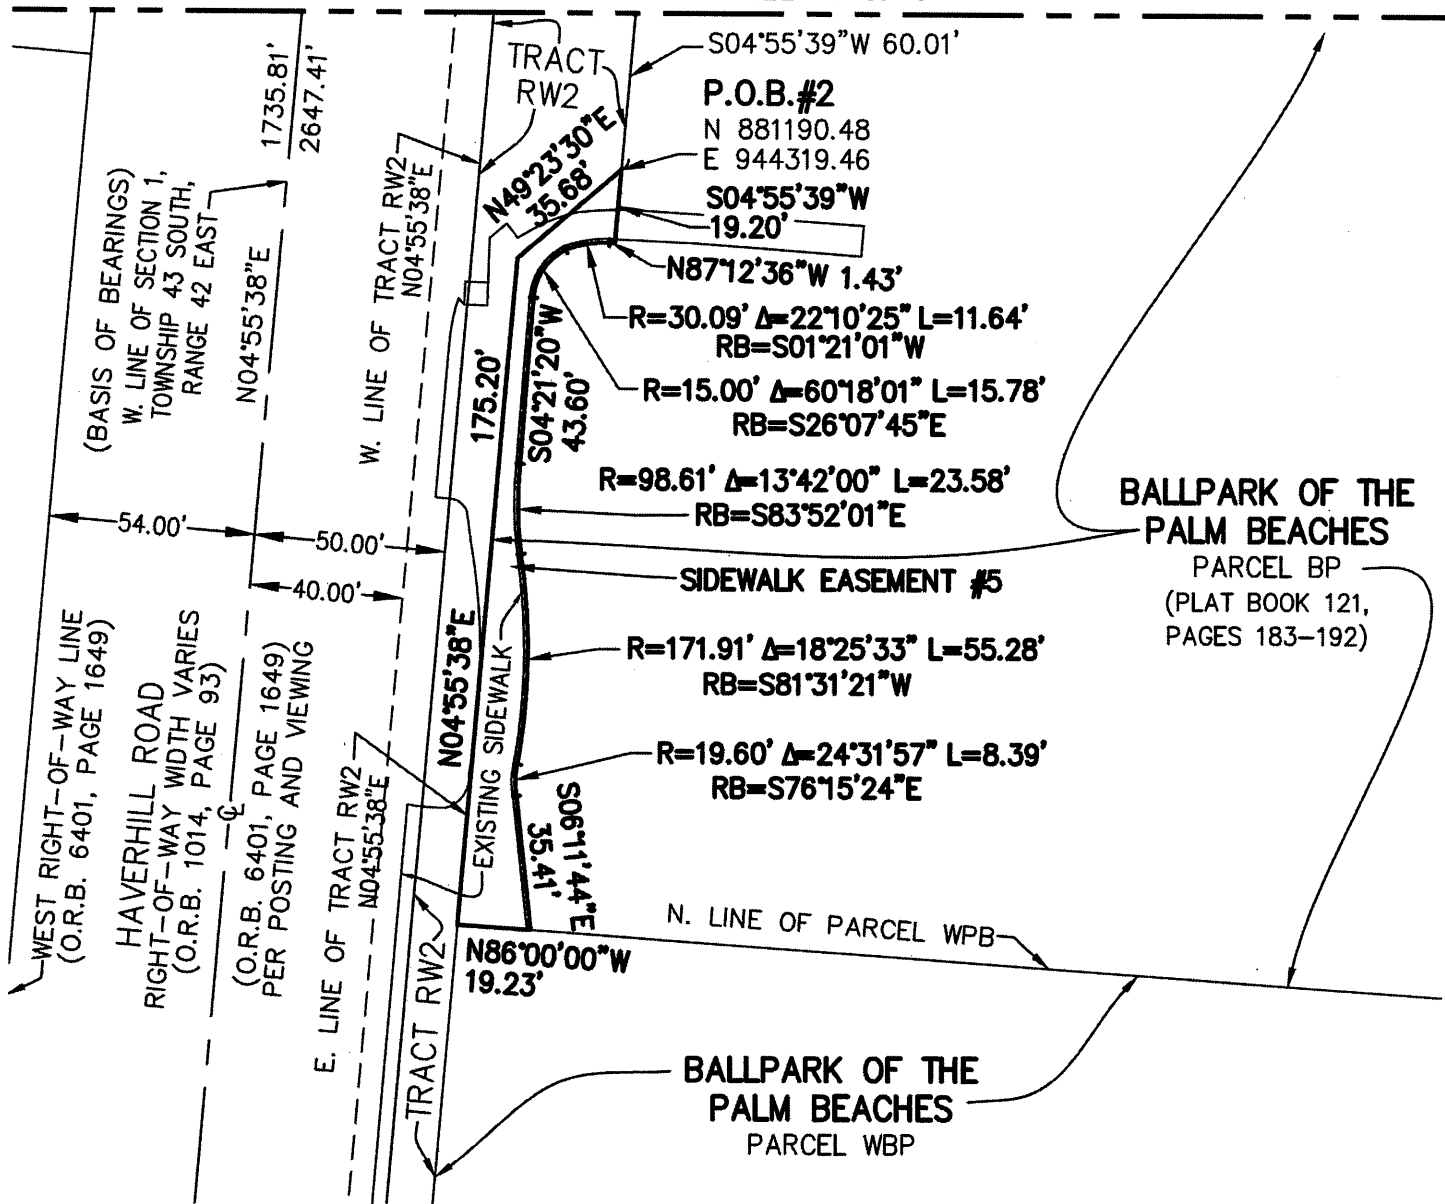 S04°55'39"W 60.01'
TRACT
RW2
P.O.B.#2
N 881190.48
E 944319.46
S04°55'39"W
19.20'
N49°23'30"E
35.68'
N87°12'36"W 1.43'
R=30.09' Δ=22°10'25" L=11.64'
RB=S01°21'01"W
R=15.00' Δ=60°18'01" L=15.78'
RB=S26°07'45"E
R=98.61' Δ=13°42'00" L=23.58'
RB=S83°52'01"E
SIDEWALK EASEMENT #5
R=171.91' Δ=18°25'33" L=55.28'
RB=S81°31'21"W
R=19.60' Δ=24°31'57" L=8.39'
RB=S76°15'24"E
1735.81'
2647.41'
(BASIS OF BEARINGS)
W. LINE OF SECTION 1,
TOWNSHIP 43 SOUTH,
RANGE 42 EAST
N04°55'38"E
W. LINE OF TRACT RW2
N04°55'38"E
175.20'
S04°21'20"W
43.60'
54.00'
50.00'
40.00'
N04°55'38"E
EXISTING SIDEWALK
S06°11'44"E
35.41'
WEST RIGHT-OF-WAY LINE
(O.R.B. 6401, PAGE 1649)
HAVERHILL ROAD
RIGHT-OF-WAY WIDTH VARIES
(O.R.B. 1014, PAGE 93)
℄
(O.R.B. 6401, PAGE 1649)
PER POSTING AND VIEWING
E. LINE OF TRACT RW2
N04°55'38"E
TRACT RW2
N86°00'00"W
19.23'
N. LINE OF PARCEL WPB
BALLPARK OF THE
PALM BEACHES
PARCEL BP
(PLAT BOOK 121,
PAGES 183-192)
BALLPARK OF THE
PALM BEACHES
PARCEL WBP